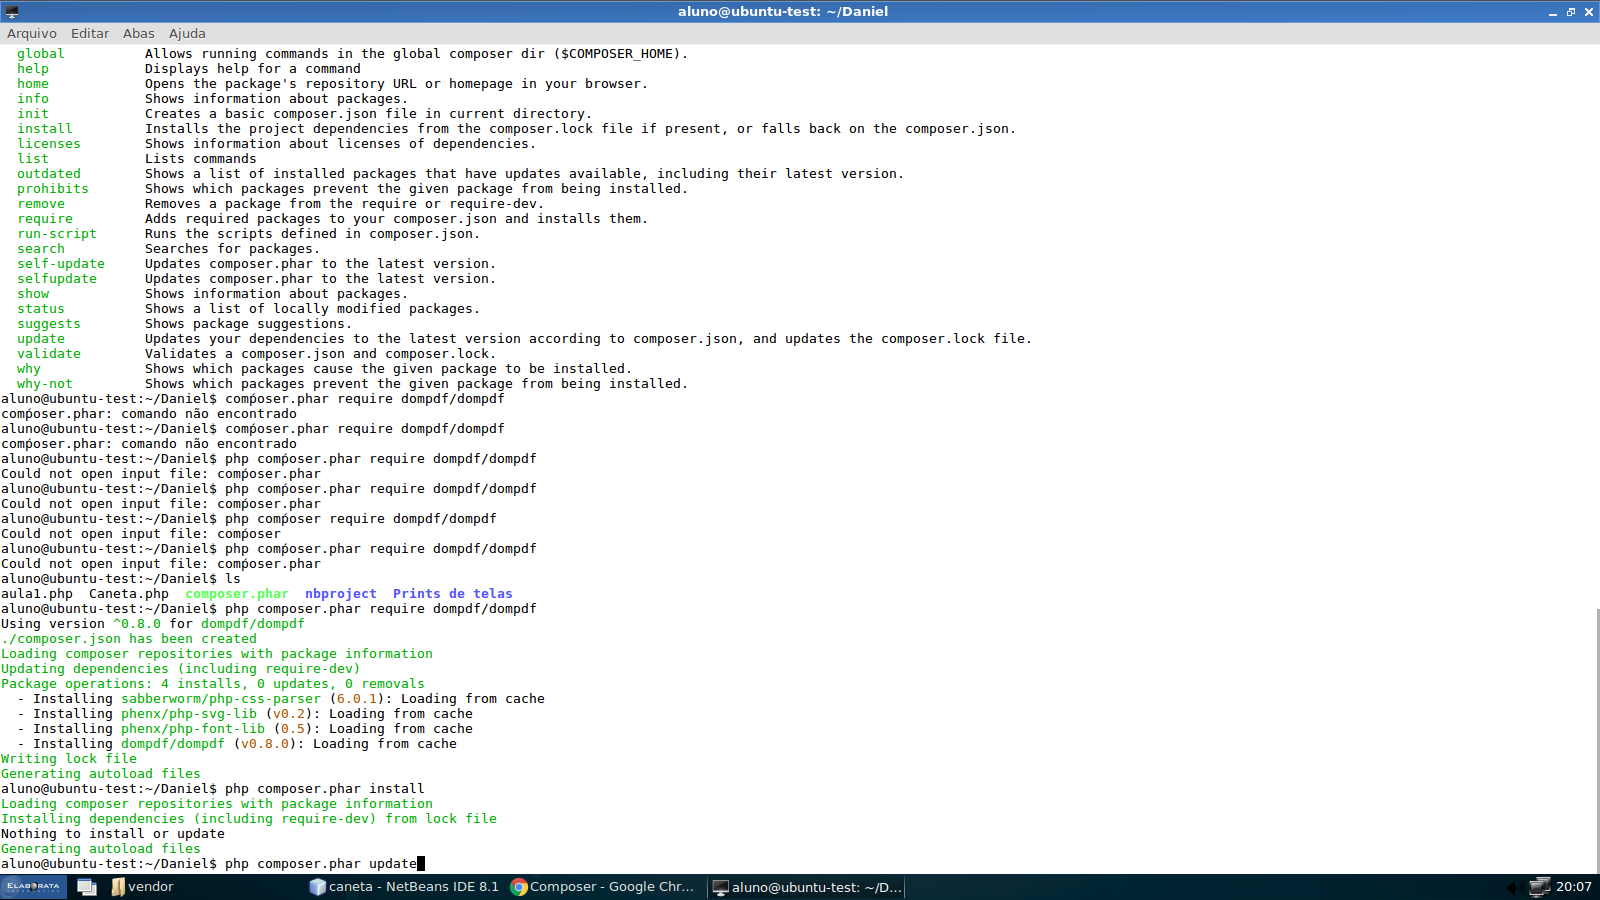 aluno@ubuntu-test: ~/Daniel
Arquivo Editar Abas Ajuda
global Allows running commands in the global composer dir ($COMPOSER_HOME).
help Displays help for a command
home Opens the package's repository URL or homepage in your browser.
info Shows information about packages.
init Creates a basic composer.json file in current directory.
install Installs the project dependencies from the composer.lock file if present, or falls back on the composer.json.
licenses Shows information about licenses of dependencies.
list Lists commands
outdated Shows a list of installed packages that have updates available, including their latest version.
prohibits Shows which packages prevent the given package from being installed.
remove Removes a package from the require or require-dev.
require Adds required packages to your composer.json and installs them.
run-script Runs the scripts defined in composer.json.
search Searches for packages.
self-update Updates composer.phar to the latest version.
selfupdate Updates composer.phar to the latest version.
show Shows information about packages.
status Shows a list of locally modified packages.
suggests Shows package suggestions.
update Updates your dependencies to the latest version according to composer.json, and updates the composer.lock file.
validate Validates a composer.json and composer.lock.
why Shows which packages cause the given package to be installed.
why-not Shows which packages prevent the given package from being installed.
aluno@ubuntu-test:~/Daniel$ comṕoser.phar require dompdf/dompdf
comṕoser.phar: comando não encontrado
aluno@ubuntu-test:~/Daniel$ comṕoser.phar require dompdf/dompdf
comṕoser.phar: comando não encontrado
aluno@ubuntu-test:~/Daniel$ php comṕoser.phar require dompdf/dompdf
Could not open input file: comṕoser.phar
aluno@ubuntu-test:~/Daniel$ php comṕoser.phar require dompdf/dompdf
Could not open input file: comṕoser.phar
aluno@ubuntu-test:~/Daniel$ php comṕoser require dompdf/dompdf
Could not open input file: comṕoser
aluno@ubuntu-test:~/Daniel$ php comṕoser.phar require dompdf/dompdf
Could not open input file: comṕoser.phar
aluno@ubuntu-test:~/Daniel$ ls
aula1.php Caneta.php composer.phar nbproject Prints de telas
aluno@ubuntu-test:~/Daniel$ php composer.phar require dompdf/dompdf
Using version ^0.8.0 for dompdf/dompdf
./composer.json has been created
Loading composer repositories with package information
Updating dependencies (including require-dev)
Package operations: 4 installs, 0 updates, 0 removals
- Installing sabberworm/php-css-parser (6.0.1): Loading from cache
- Installing phenx/php-svg-lib (v0.2): Loading from cache
- Installing phenx/php-font-lib (0.5): Loading from cache
- Installing dompdf/dompdf (v0.8.0): Loading from cache
Writing lock file
Generating autoload files
aluno@ubuntu-test:~/Daniel$ php composer.phar install
Loading composer repositories with package information
Installing dependencies (including require-dev) from lock file
Nothing to install or update
Generating autoload files
aluno@ubuntu-test:~/Daniel$ php composer.phar update
ELABORATA vendor caneta - NetBeans IDE 8.1 Composer - Google Chr... aluno@ubuntu-test: ~/D... 20:07